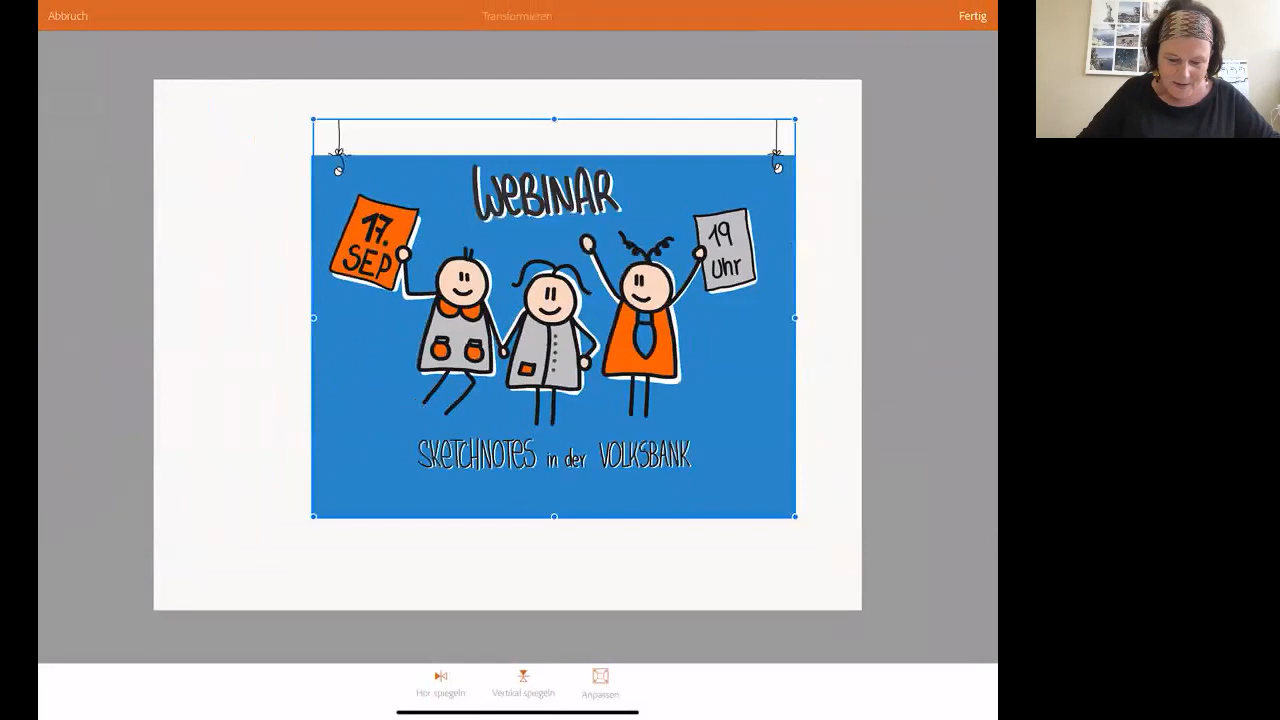 Abbruch
Transformieren
Fertig
WEBINAR
17.
SEP
19
Uhr
SKETCHNOTES in der VOLKSBANK
Hor spiegeln
Vertikal spiegeln
Anpassen